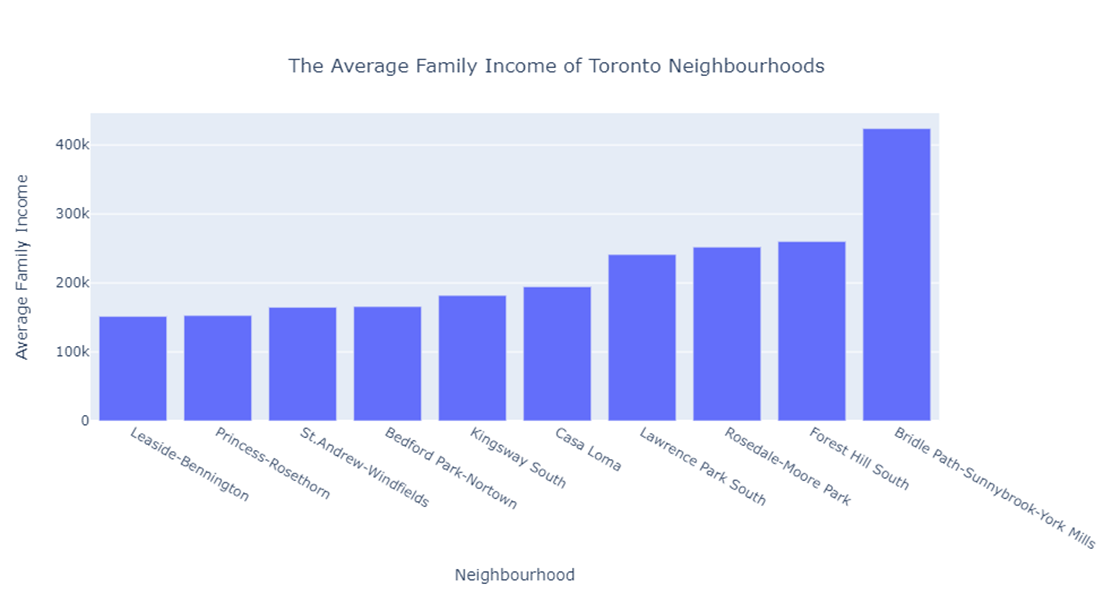 The Average Family Income of Toronto Neighbourhoods
Average Family Income
400k
300k
200k
100k
0
Leaside-Bennington
Princess-Rosethorn
St.Andrew-Windfields
Bedford Park-Nortown
Kingsway South
Casa Loma
Lawrence Park South
Rosedale-Moore Park
Forest Hill South
Bridle Path-Sunnybrook-York Mills
Neighbourhood